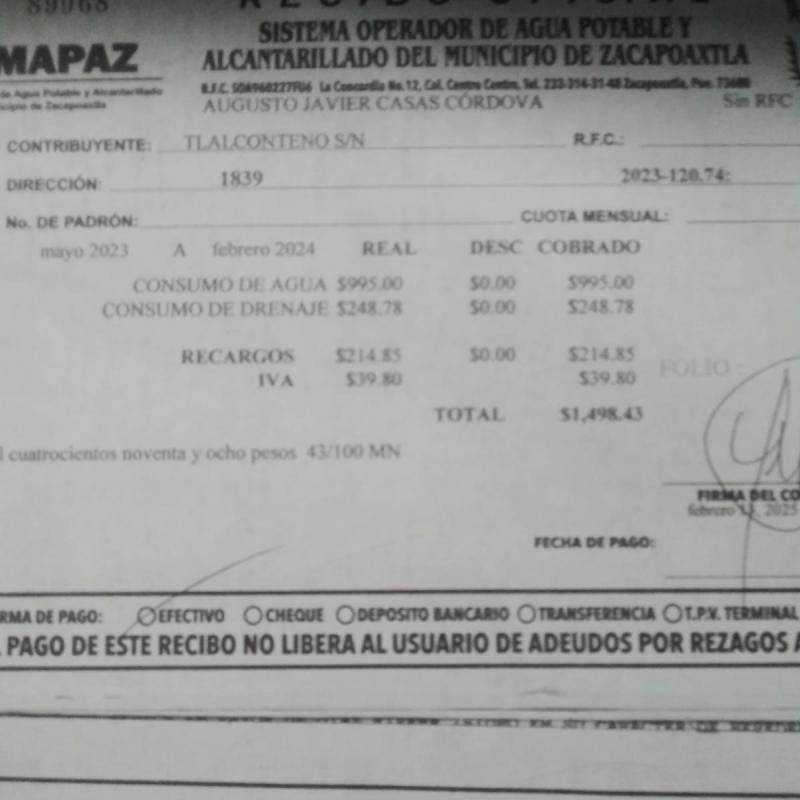 89068
RECIBO OFICIAL
SISTEMA OPERADOR DE AGUA POTABLE Y
MAPAZ
ALCANTARILLADO DEL MUNICIPIO DE ZACAPOAXTLA
de Agua Potable y Alcantarillado
R.F.C. SOA960227FU6 La Concordia No. 12, Col. Centro Centro, Tel. 233-314-31-48 Zacapoaxtla, Pue. 73680
cipio de Zacapoaxtla
AUGUSTO JAVIER CASAS CÓRDOVA Sin RFC
CONTRIBUYENTE: TLALCONTENO S/N R.F.C.:
DIRECCIÓN: 1839 2023-120.74:
No. DE PADRÓN: CUOTA MENSUAL:
mayo 2023 A febrero 2024 REAL DESC COBRADO
CONSUMO DE AGUA $995.00 $0.00 $995.00
CONSUMO DE DRENAJE $248.78 $0.00 $248.78
RECARGOS $214.85 $0.00 $214.85
FOLIO :
IVA $39.80 $39.80
TOTAL $1,498.43
l cuatrocientos noventa y ocho pesos 43/100 MN
FIRMA DEL CO
febrero 2025
FECHA DE PAGO:
RMA DE PAGO: EFECTIVO CHEQUE DEPOSITO BANCARIO TRANSFERENCIA T.P.V. TERMINAL
PAGO DE ESTE RECIBO NO LIBERA AL USUARIO DE ADEUDOS POR REZAGOS A